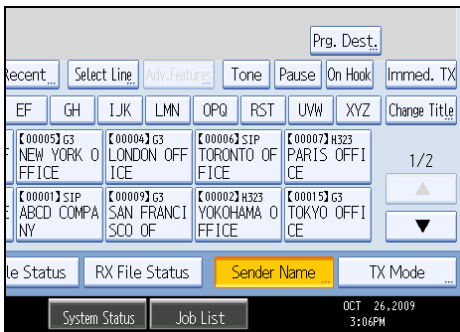 Prg. Dest.
Recent Select Line Adv.Features Tone Pause On Hook Immed. TX
EF GH IJK LMN OPQ RST UVW XYZ Change Title
【00005】G3 【00004】G3 【00006】SIP 【00007】H323
NEW YORK O LONDON OFF TORONTO OF PARIS OFFI
FFICE ICE FICE CE
1/2
【00001】SIP 【00009】G3 【00002】H323 【00015】G3
ABCD COMPA SAN FRANCI YOKOHAMA O TOKYO OFFI
NY SCO OF FFICE CE
le Status RX File Status Sender Name TX Mode
System Status Job List OCT 26,2009
3:06PM